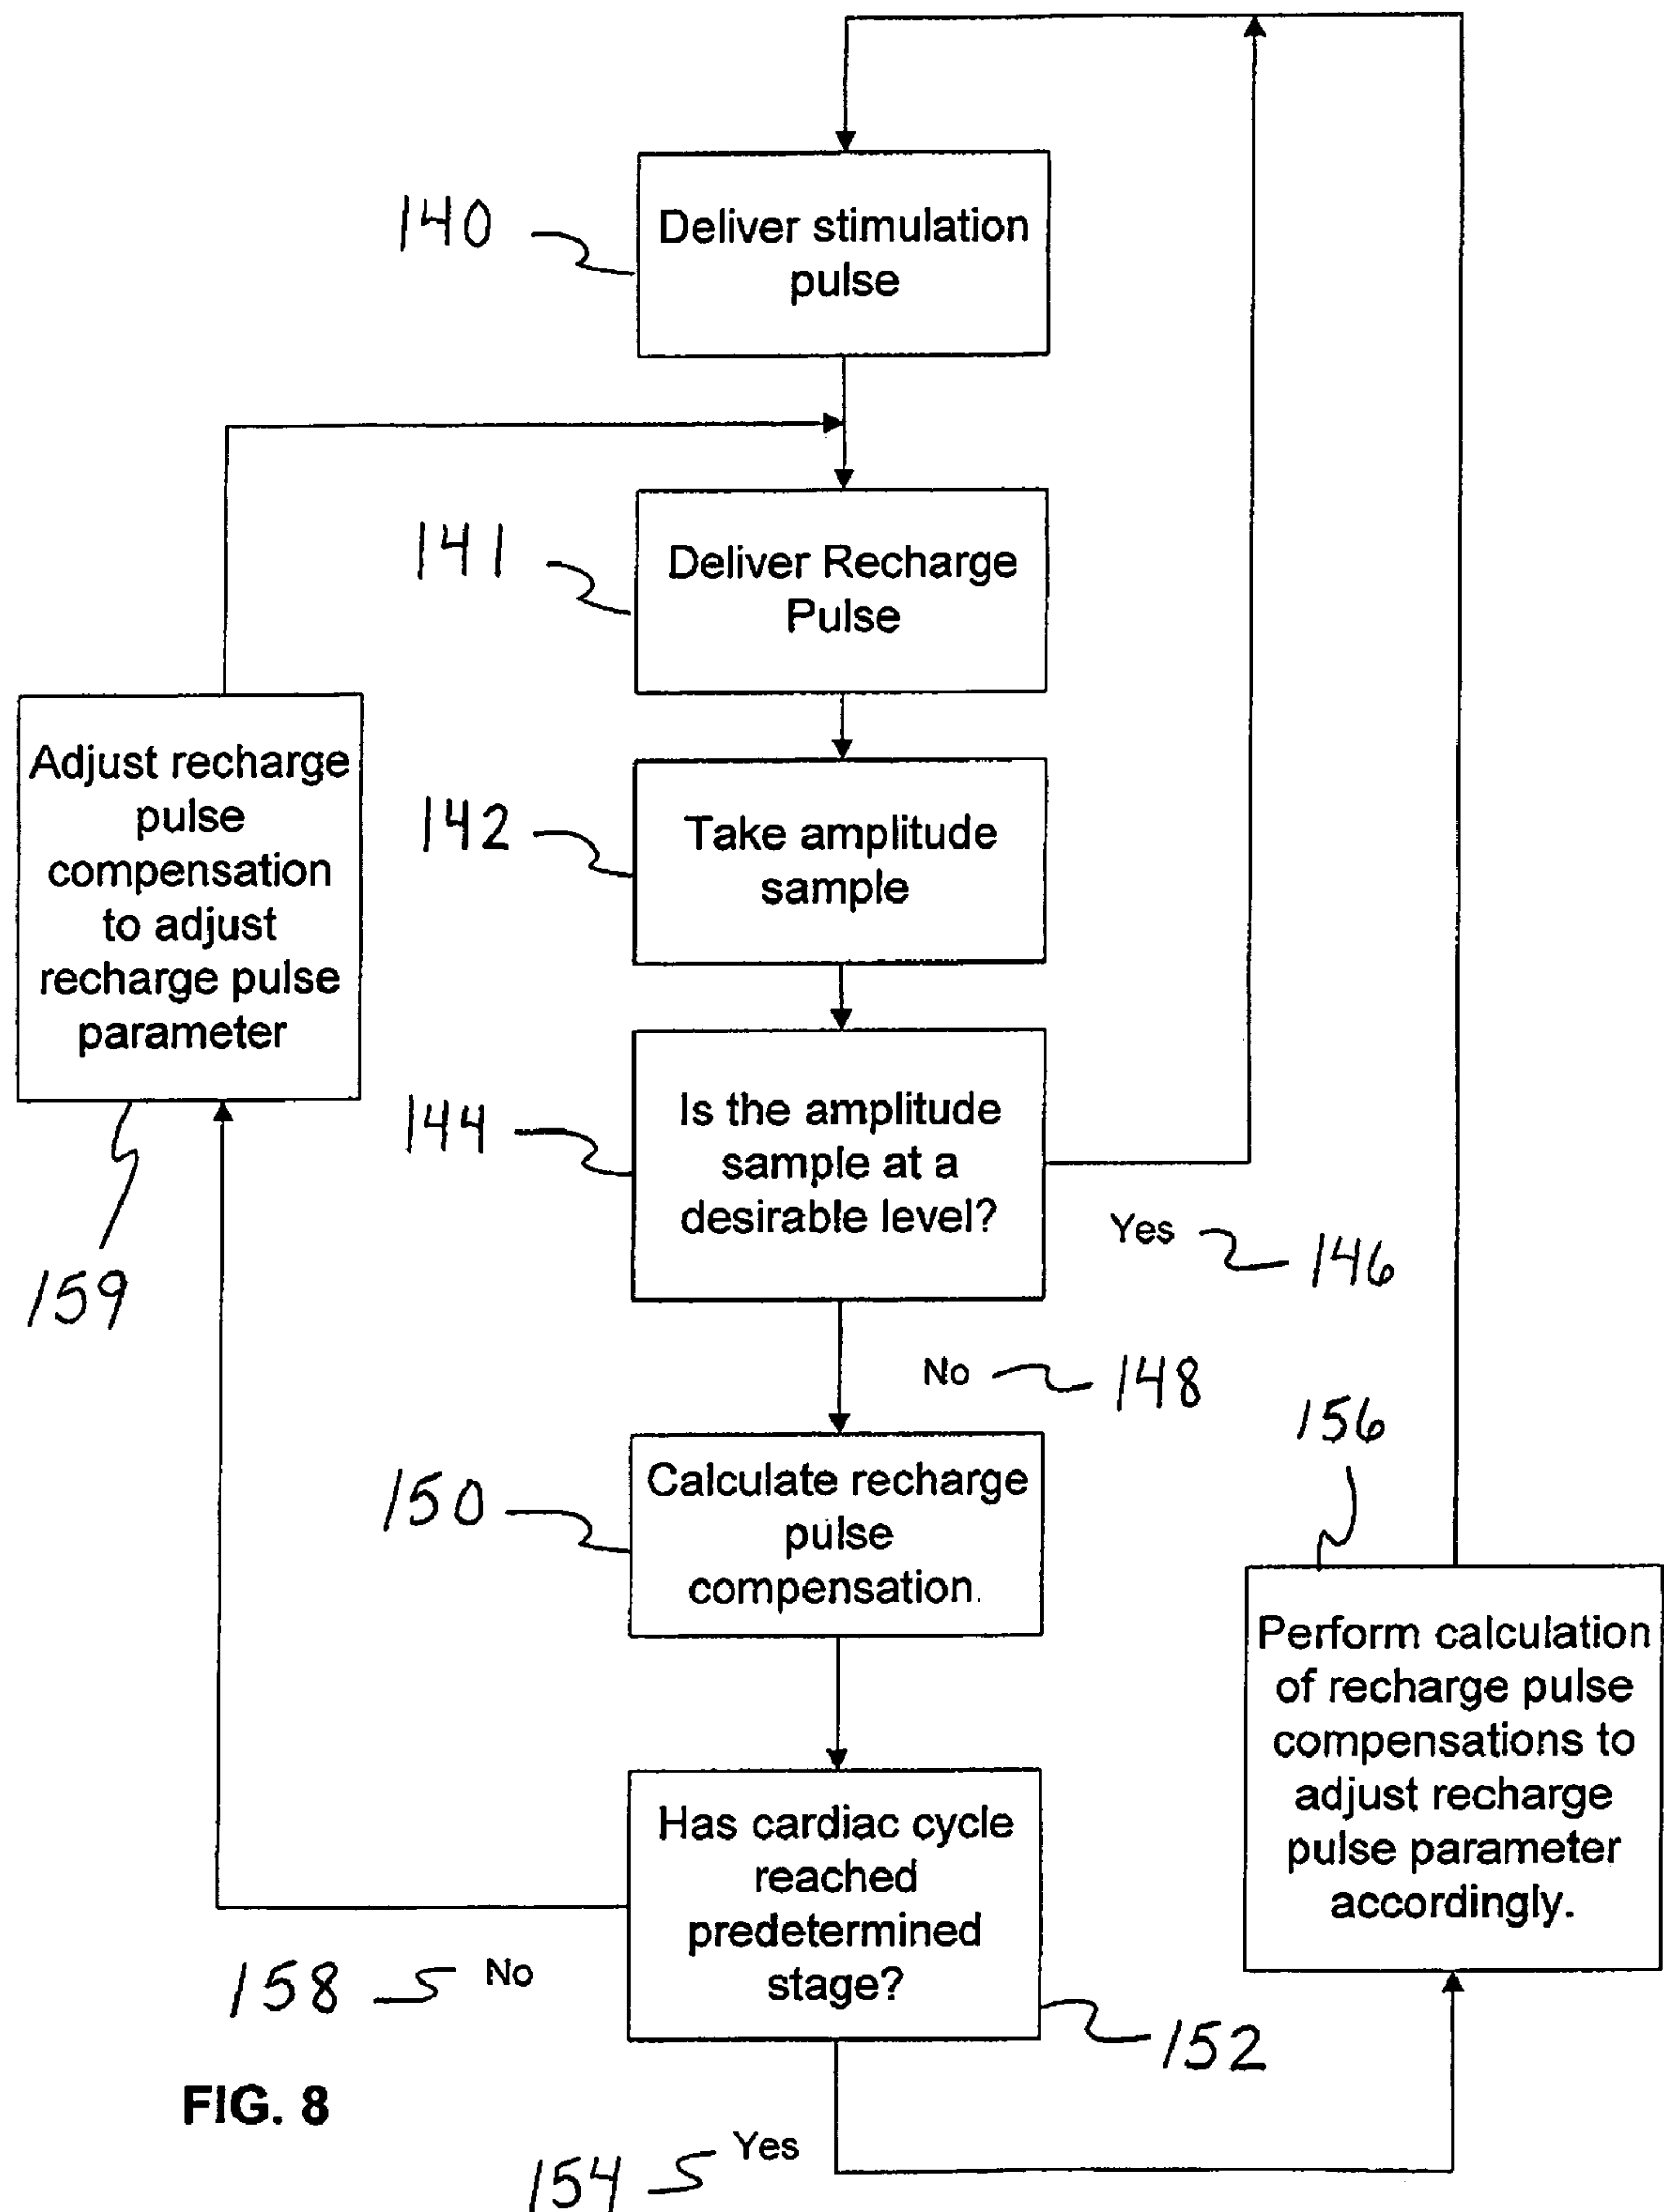 140
Deliver stimulation
pulse
141
Deliver Recharge
Pulse
Adjust recharge
pulse
compensation
to adjust
recharge pulse
parameter
159
142
Take amplitude
sample
144
Is the amplitude
sample at a
desirable level?
Yes
146
No
148
150
Calculate recharge
pulse
compensation.
156
Perform calculation
of recharge pulse
compensations to
adjust recharge
pulse parameter
accordingly.
Has cardiac cycle
reached
predetermined
stage?
158
No
152
154
Yes
FIG. 8